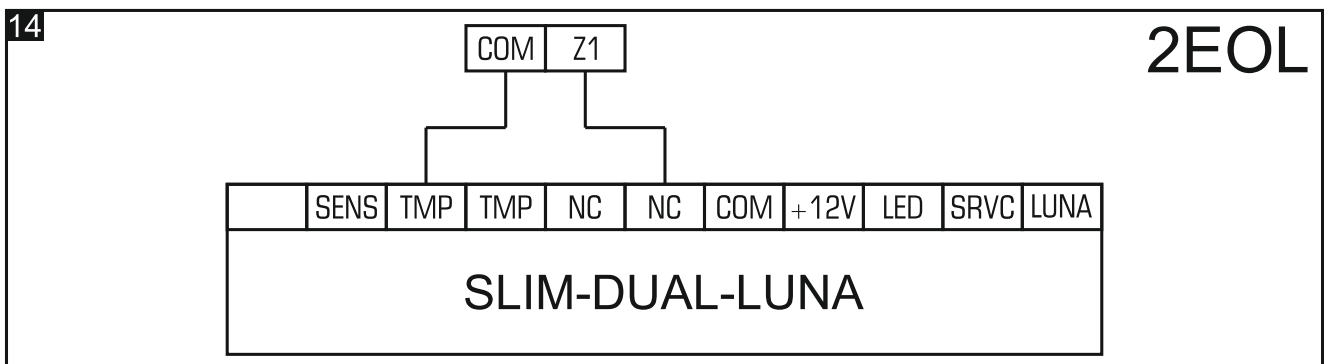 14
2EOL
COM Z1
SENS TMP TMP NC NC COM +12V LED SRVC LUNA
SLIM-DUAL-LUNA